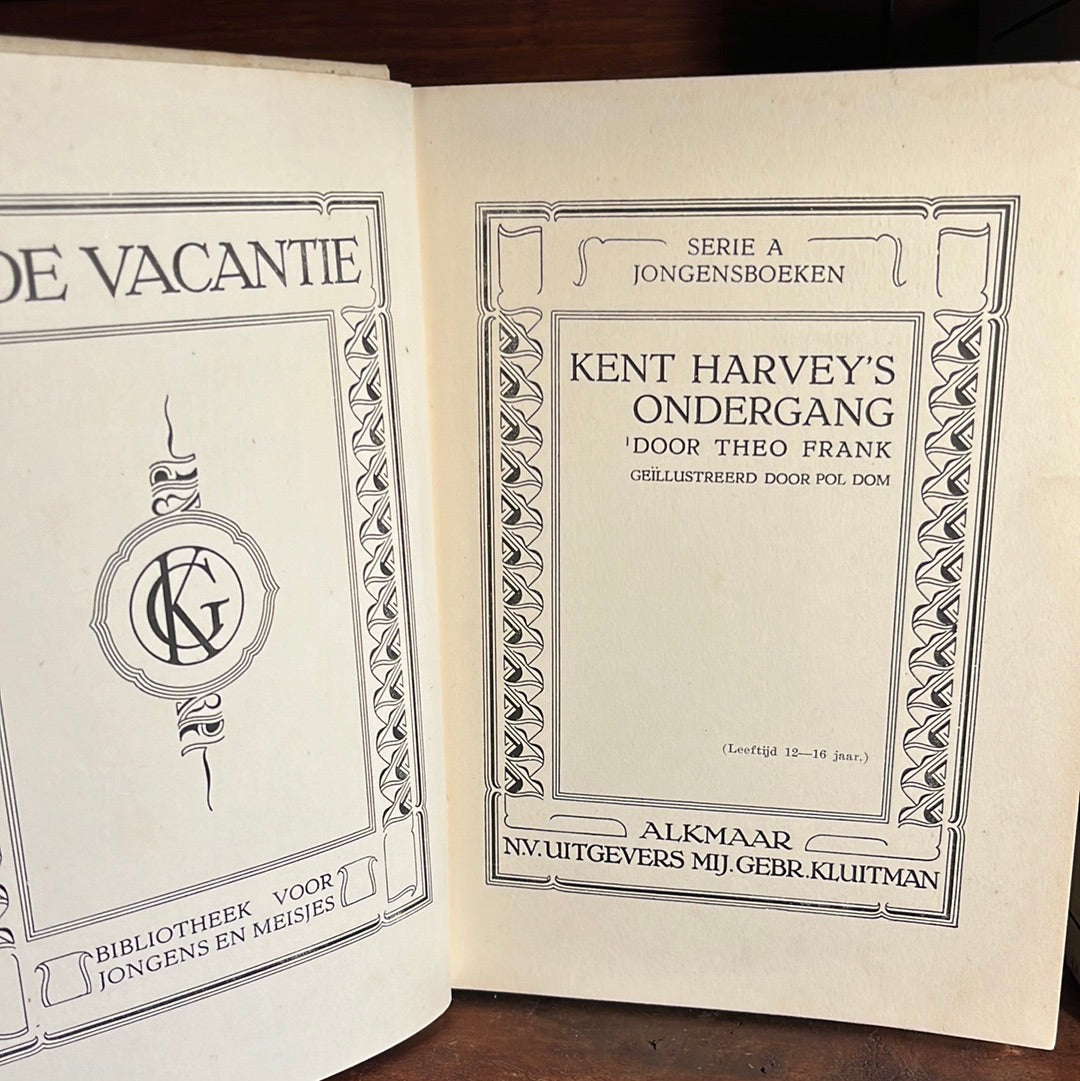 DE VACANTIE
KG
BIBLIOTHEEK VOOR
JONGENS EN MEISJES
SERIE A
JONGENSBOEKEN
KENT HARVEY'S
ONDERGANG
DOOR THEO FRANK
GEÏLLUSTREERD DOOR POL DOM
(Leeftijd 12—16 jaar.)
ALKMAAR
N.V. UITGEVERS MIJ. GEBR. KLUITMAN